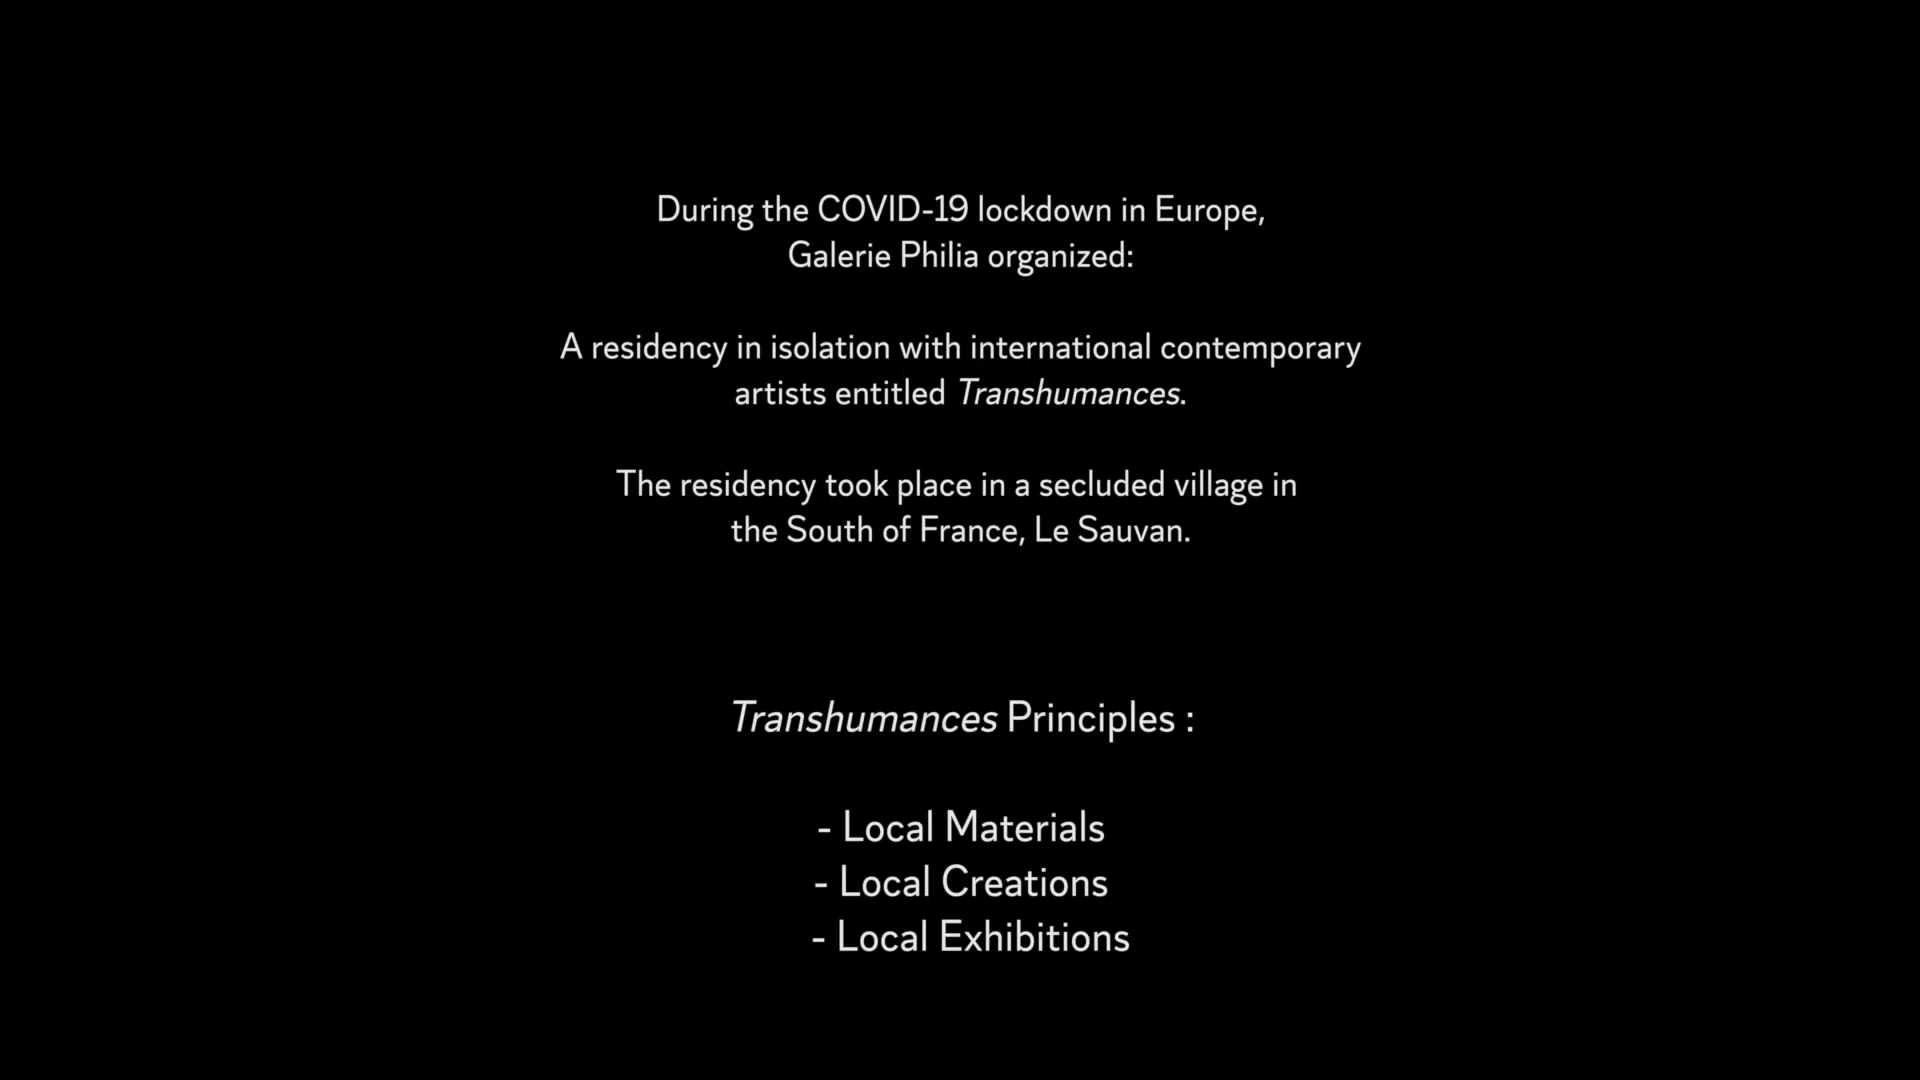 During the COVID-19 lockdown in Europe,
Galerie Philia organized:
A residency in isolation with international contemporary
artists entitled Transhumances.
The residency took place in a secluded village in
the South of France, Le Sauvan.
Transhumances Principles :
- Local Materials
- Local Creations
- Local Exhibitions